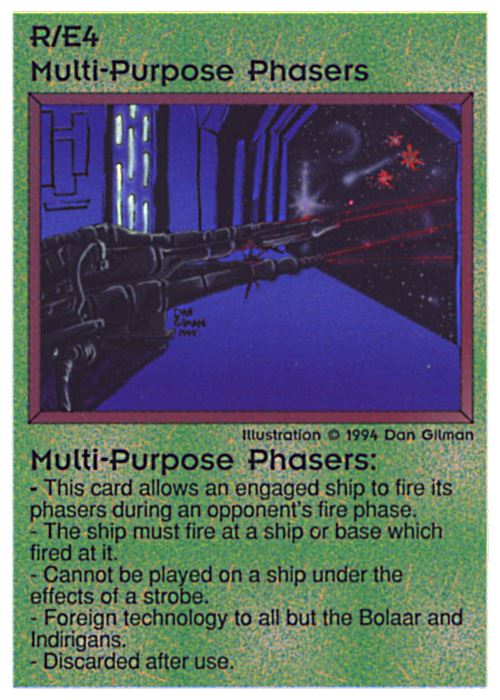 R/E4
Multi-Purpose Phasers
DAN
GILMAN
Illustration © 1994 Dan Gilman
Multi-Purpose Phasers:
- This card allows an engaged ship to fire its
phasers during an opponent's fire phase.
- The ship must fire at a ship or base which
fired at it.
- Cannot be played on a ship under the
effects of a strobe.
- Foreign technology to all but the Bolaar and
Indirigans.
- Discarded after use.